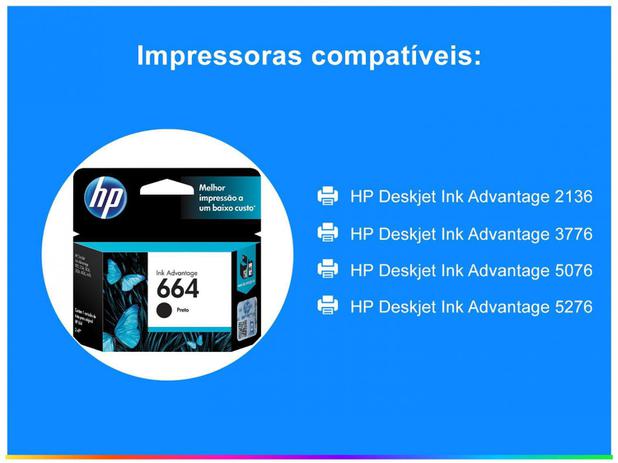 Impressoras compatíveis:
hp
Melhor
impressão a
um baixo custo*
Ink Advantage
664
Preto
HP Deskjet Ink Advantage 2136
HP Deskjet Ink Advantage 3776
HP Deskjet Ink Advantage 5076
HP Deskjet Ink Advantage 5276